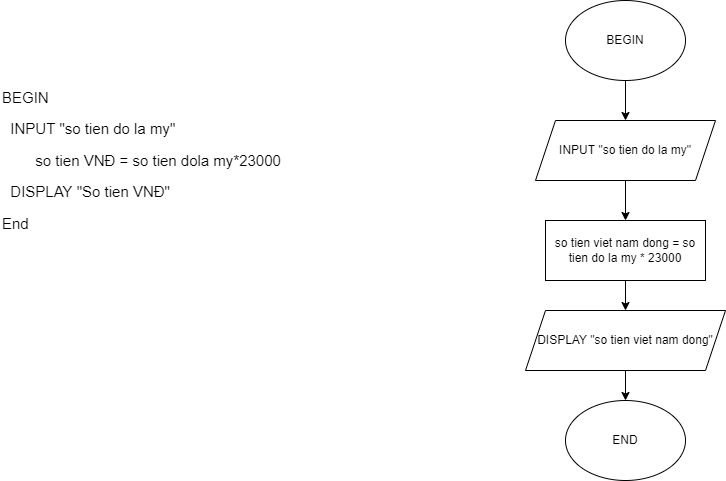 BEGIN
INPUT "so tien do la my"
so tien VNĐ = so tien dola my*23000
DISPLAY "So tien VNĐ"
End
BEGIN
INPUT "so tien do la my"
so tien viet nam dong = so
tien do la my * 23000
DISPLAY "so tien viet nam dong"
END